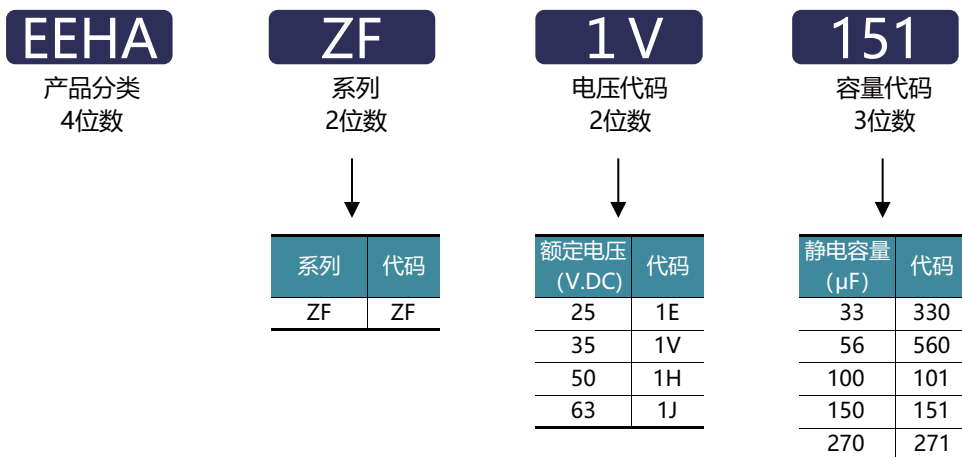 EEHA ZF 1V 151
产品分类 系列 电压代码 容量代码
4位数 2位数 2位数 3位数
系列 代码
ZF ZF
额定电压 代码
(V.DC)
25 1E
35 1V
50 1H
63 1J
静电容量 代码
(μF)
33 330
56 560
100 101
150 151
270 271